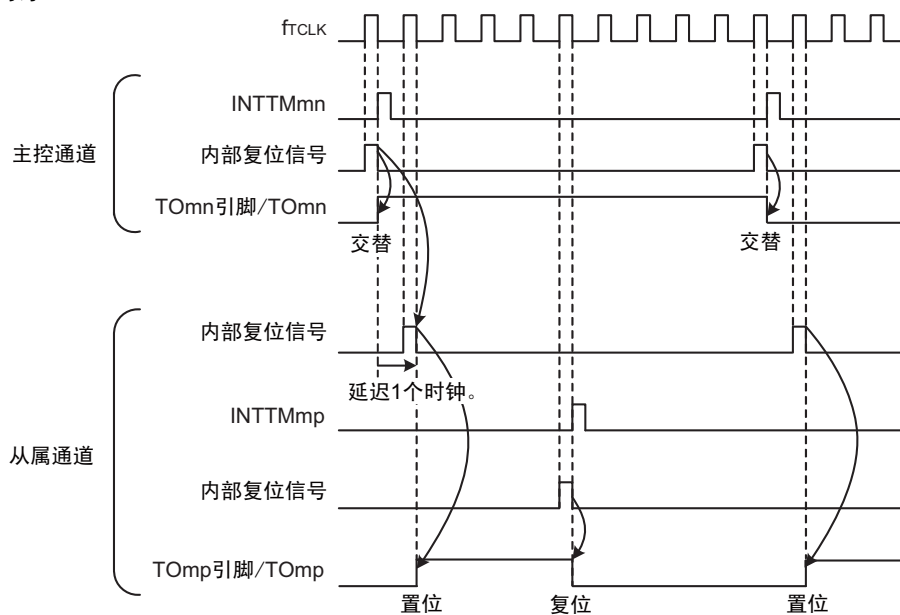 fTCLK
主控通道
INTTMmn
内部复位信号
TOmn引脚/TOmn
交替
交替
从属通道
内部复位信号
延迟1个时钟。
INTTMmp
内部复位信号
TOmp引脚/TOmp
置位
复位
置位